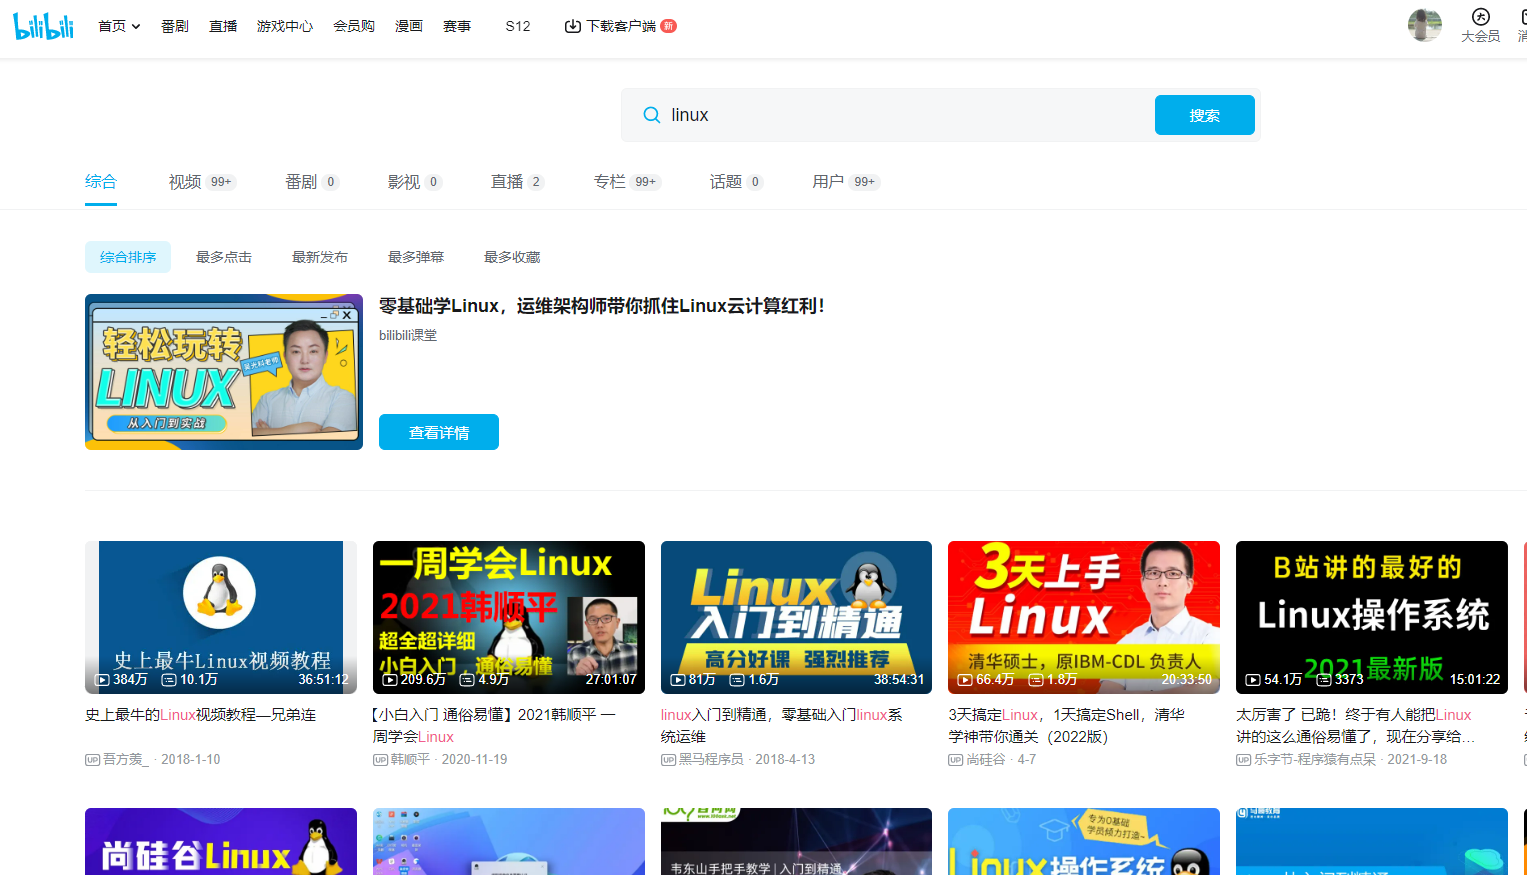 bilibili
首页 番剧 直播 游戏中心 会员购 漫画 赛事 S12 下载客户端 新
大会员
linux 搜索
综合 视频 99+ 番剧 0 影视 0 直播 2 专栏 99+ 话题 0 用户 99+
综合排序 最多点击 最新发布 最多弹幕 最多收藏
轻松玩转
LINUX
从入门到实战
零基础学Linux，运维架构师带你抓住Linux云计算红利！
bilibili课堂
查看详情
史上最牛Linux视频教程
384万 10.1万 36:51:12
史上最牛的Linux视频教程—兄弟连
UP 吾方羡_ · 2018-1-10
一周学会Linux
2021韩顺平
超全超详细
小白入门，通俗易懂
209.6万 4.9万 27:01:07
【小白入门 通俗易懂】2021韩顺平 一
周学会Linux
UP 韩顺平 · 2020-11-19
Linux
入门到精通
高分好课 强烈推荐
81万 1.6万 38:54:31
linux入门到精通，零基础入门linux系
统运维
UP 黑马程序员 · 2018-4-13
3天上手
Linux
清华硕士，原IBM-CDL 负责人
66.4万 1.8万 20:33:50
3天搞定Linux，1天搞定Shell，清华
学神带你通关（2022版）
UP 尚硅谷 · 4-7
B站讲的最好的
Linux操作系统
2021最新版
54.1万 3373 15:01:22
太厉害了 已跪！终于有人能把Linux
讲的这么通俗易懂了，现在分享给...
UP 乐字节-程序猿有点呆 · 2021-9-18
尚硅谷Linux
韦东山手把手教学 | 入门到精通
专为0基础
学员倾力打造~
Linux操作系统